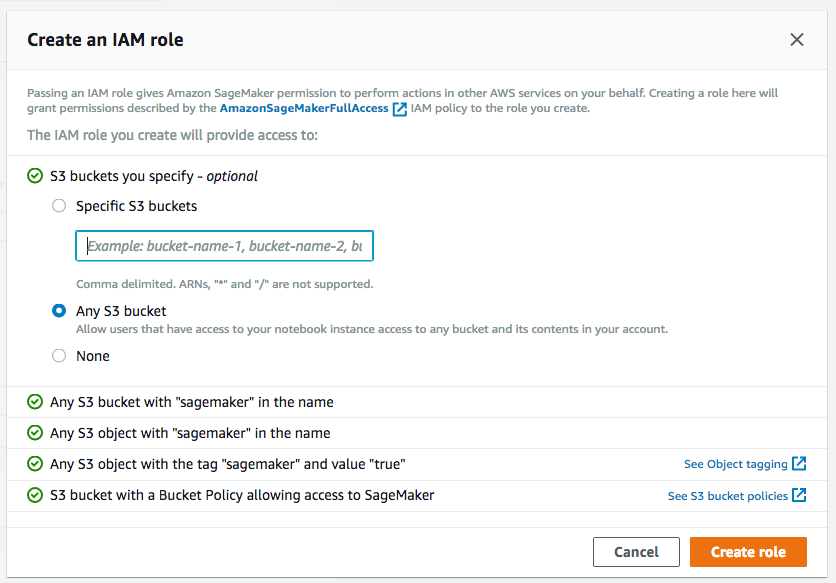 Create an IAM role
Passing an IAM role gives Amazon SageMaker permission to perform actions in other AWS services on your behalf. Creating a role here will
grant permissions described by the AmazonSageMakerFullAccess IAM policy to the role you create.
The IAM role you create will provide access to:
S3 buckets you specify - optional
Specific S3 buckets
Example: bucket-name-1, bucket-name-2, bu
Comma delimited. ARNs, "*" and "/" are not supported.
Any S3 bucket
Allow users that have access to your notebook instance access to any bucket and its contents in your account.
None
Any S3 bucket with "sagemaker" in the name
Any S3 object with "sagemaker" in the name
Any S3 object with the tag "sagemaker" and value "true" See Object tagging
S3 bucket with a Bucket Policy allowing access to SageMaker See S3 bucket policies
Cancel Create role